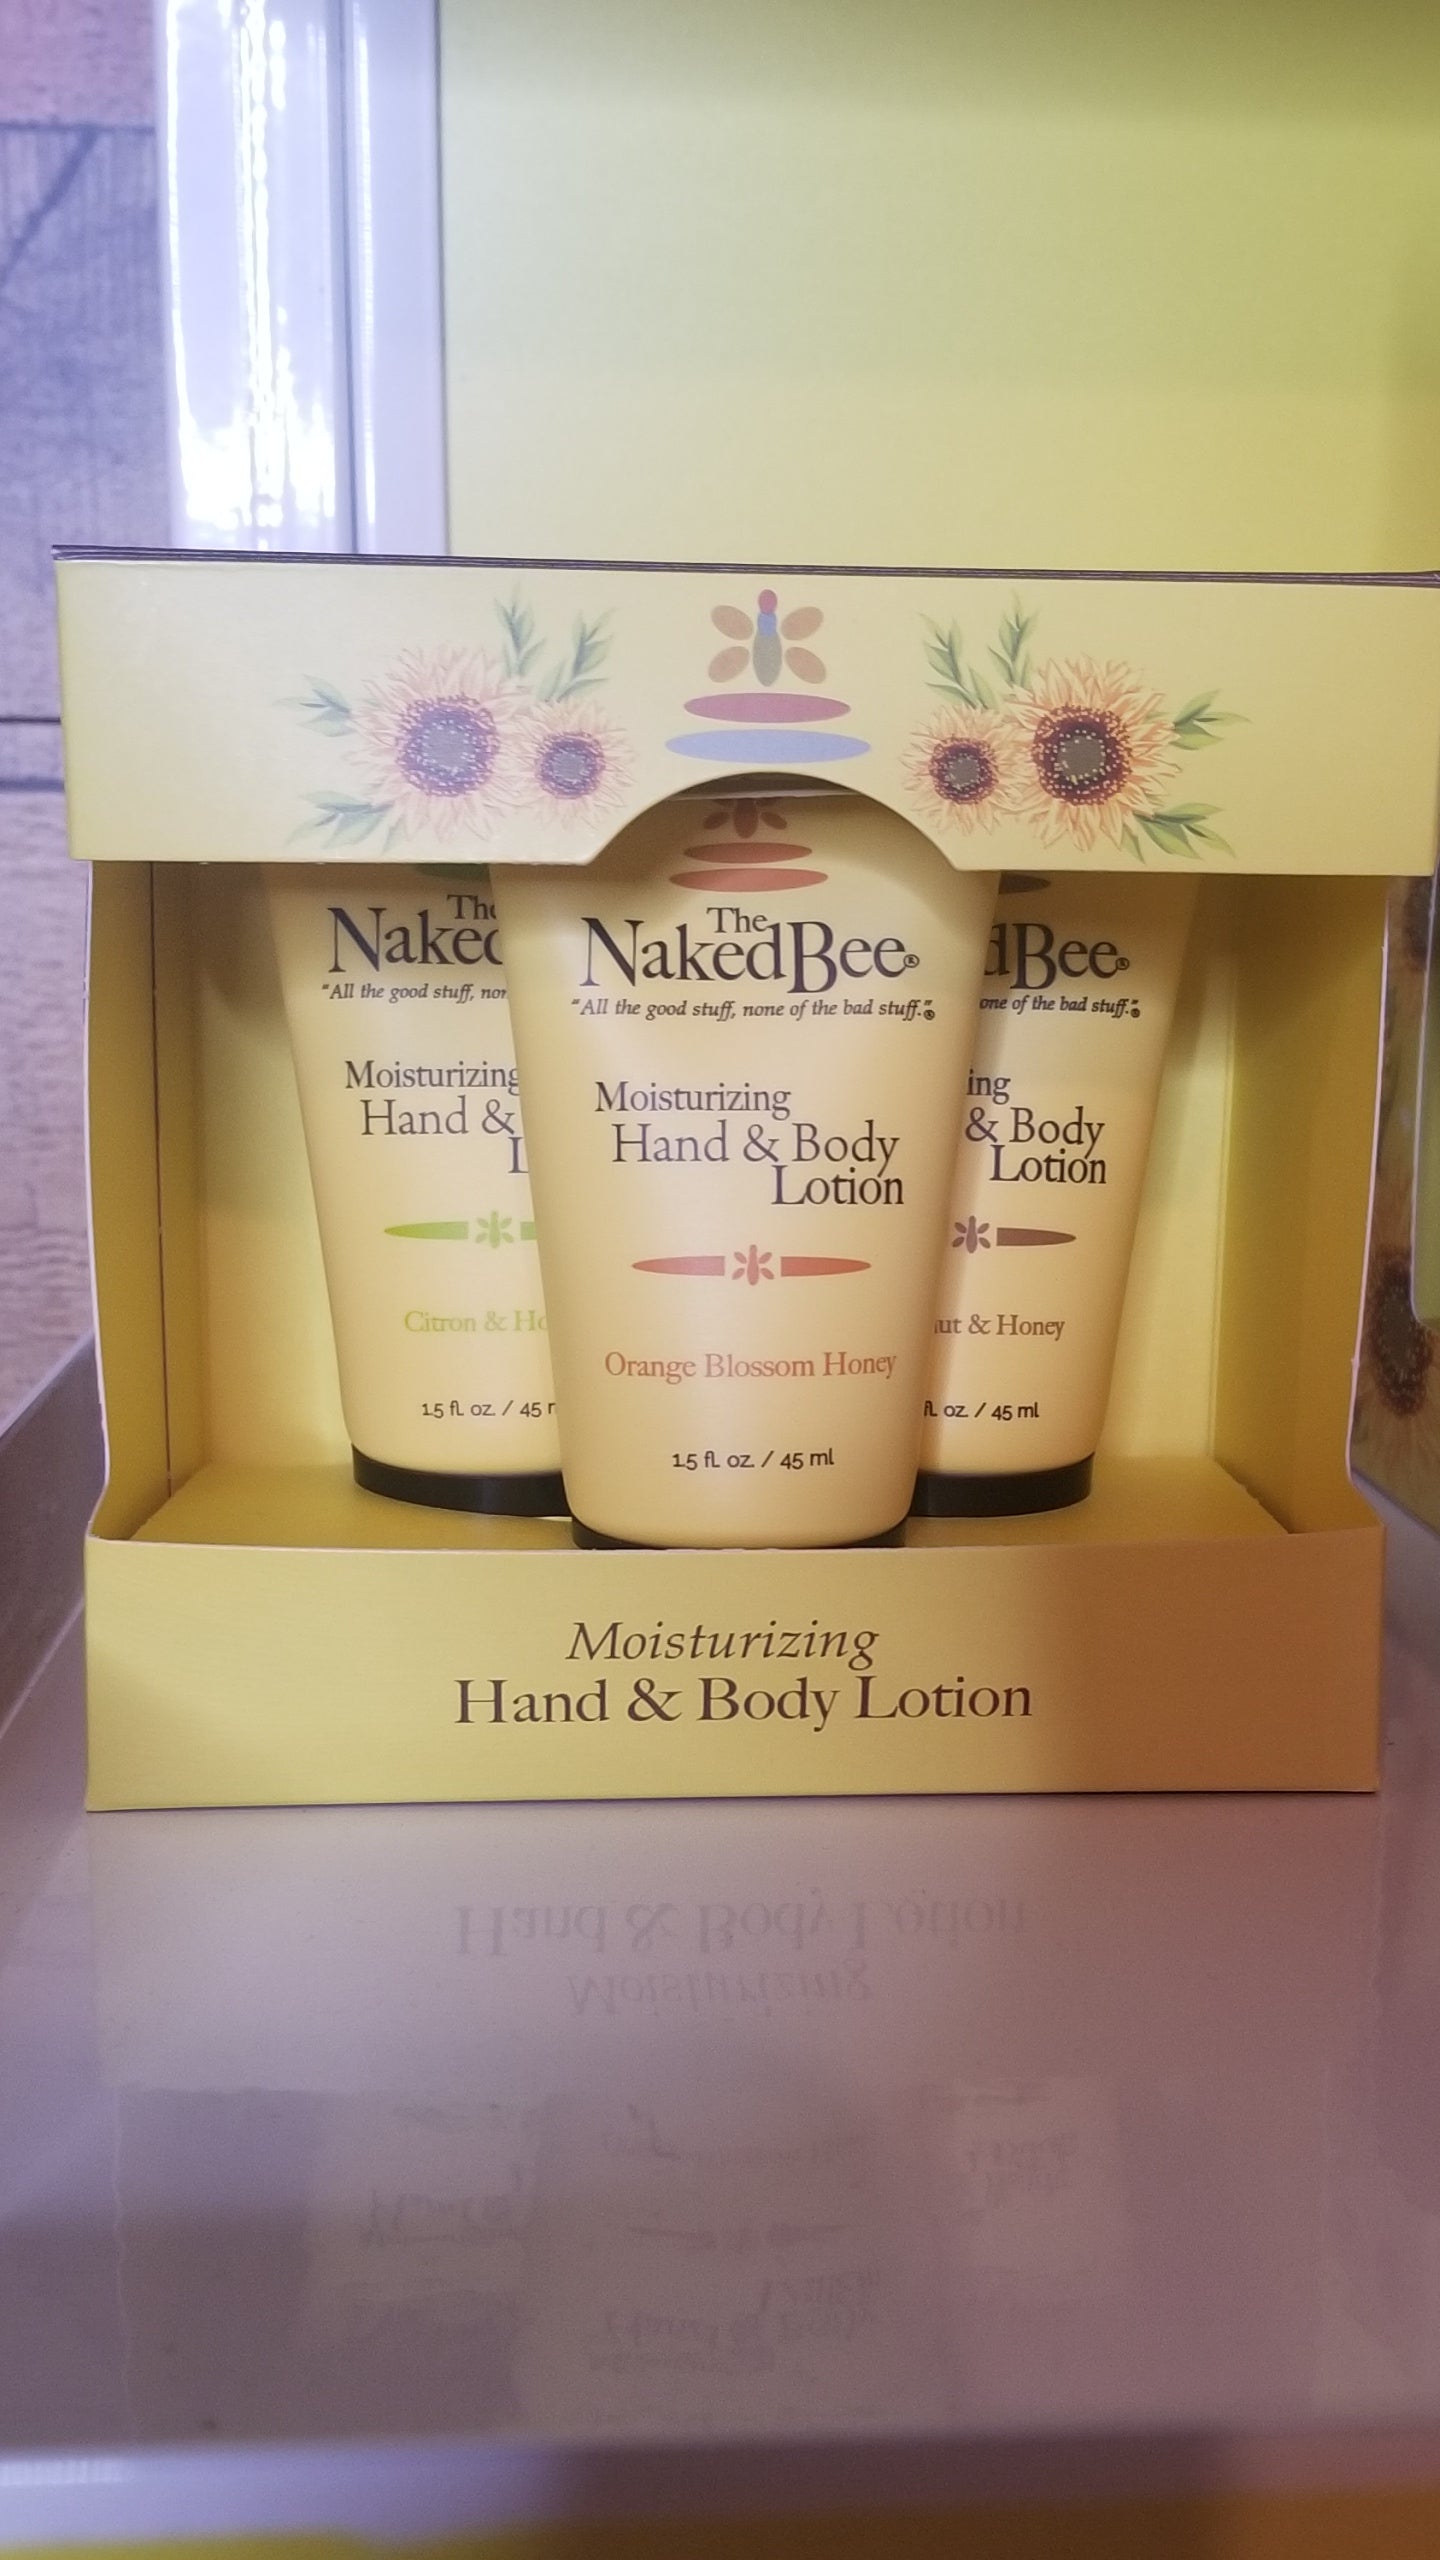 The
Naked
"All the good stuff, non
Moisturizing
Hand &
L
Citron & Ho
1.5 fl. oz. / 45
The
NakedBee®
"All the good stuff, none of the bad stuff."®
Moisturizing
Hand & Body
Lotion
Orange Blossom Honey
1.5 fl. oz. / 45 ml
dBee®
one of the bad stuff."®
ing
& Body
Lotion
ut & Honey
fl. oz. / 45 ml
Moisturizing
Hand & Body Lotion